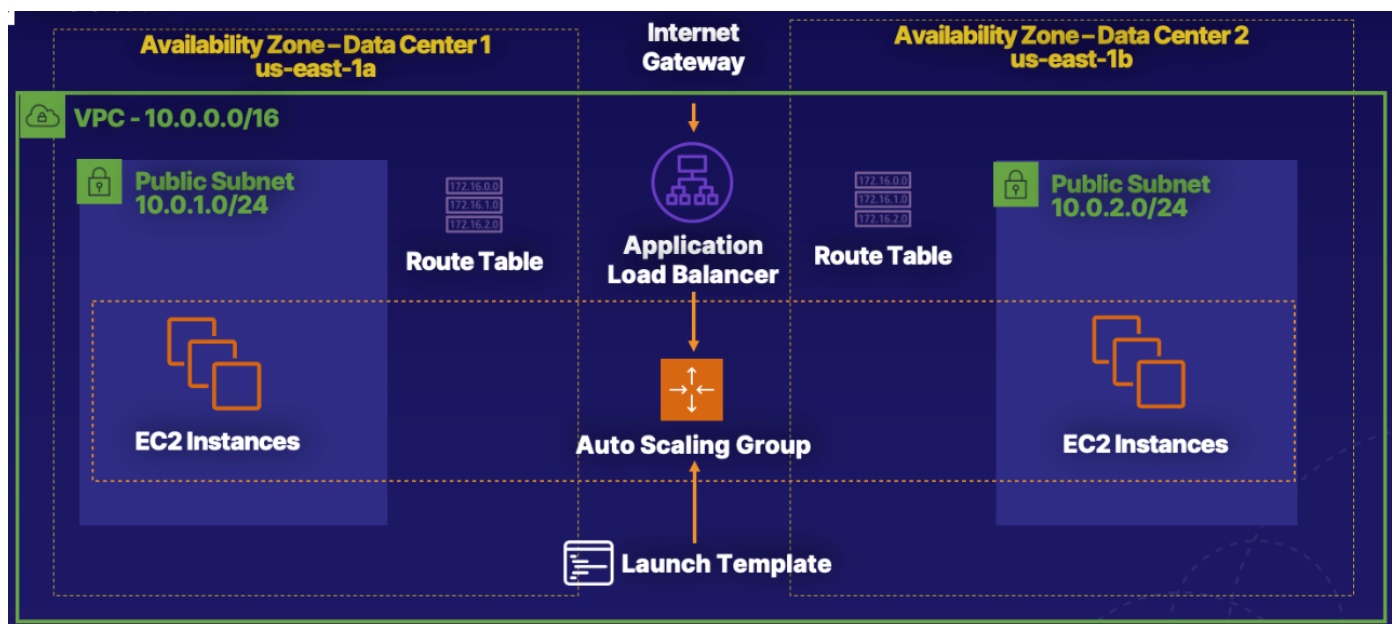 Availability Zone – Data Center 1
us-east-1a
Internet
Gateway
Availability Zone – Data Center 2
us-east-1b
VPC - 10.0.0.0/16
Public Subnet
10.0.1.0/24
172.16.0.0
172.16.1.0
172.16.2.0
Route Table
Application
Load Balancer
172.16.0.0
172.16.1.0
172.16.2.0
Route Table
Public Subnet
10.0.2.0/24
EC2 Instances
Auto Scaling Group
EC2 Instances
Launch Template